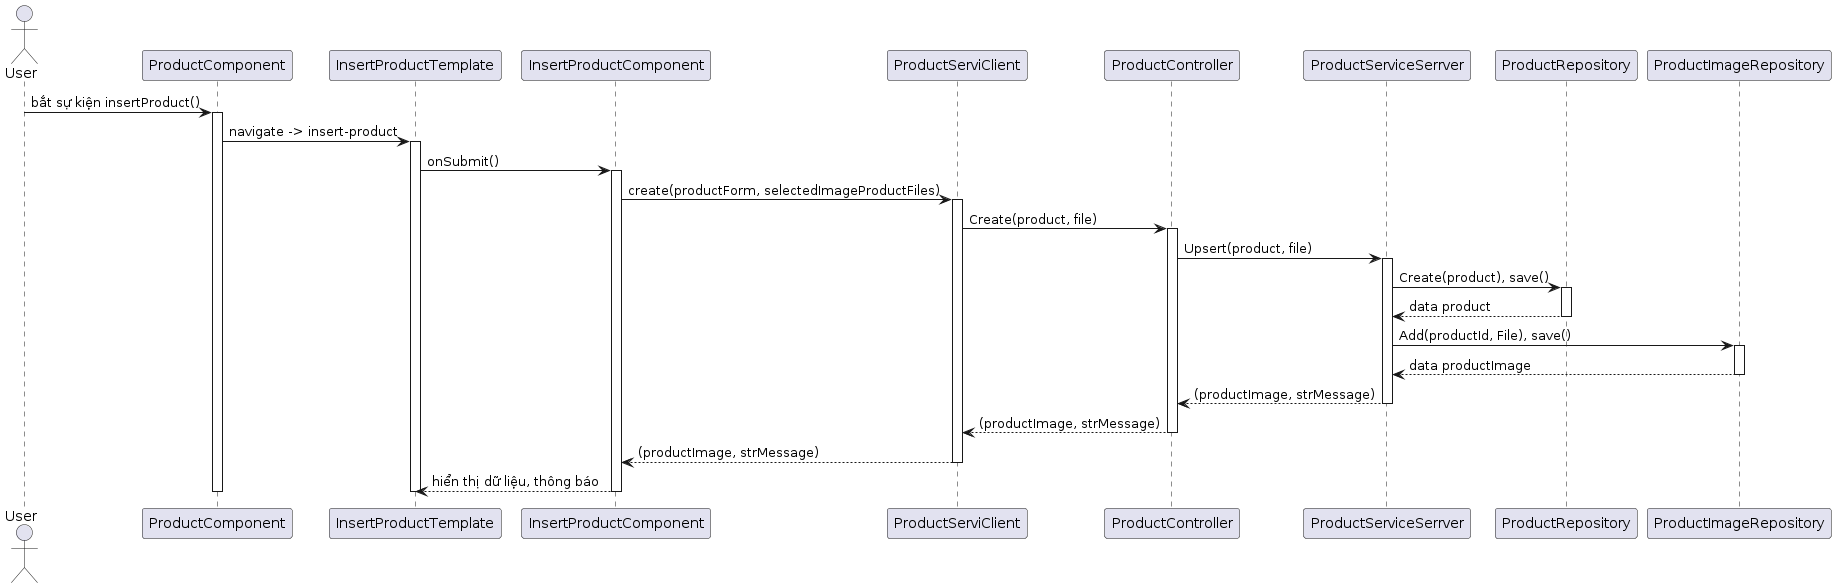 User
ProductComponent
InsertProductTemplate
InsertProductComponent
ProductServiClient
ProductController
ProductServiceSerrver
ProductRepository
ProductImageRepository
bắt sự kiện insertProduct()
navigate -> insert-product
onSubmit()
create(productForm, selectedImageProductFiles)
Create(product, file)
Upsert(product, file)
Create(product), save()
data product
Add(productId, File), save()
data productImage
(productImage, strMessage)
(productImage, strMessage)
(productImage, strMessage)
hiển thị dữ liệu, thông báo
User
ProductComponent
InsertProductTemplate
InsertProductComponent
ProductServiClient
ProductController
ProductServiceSerrver
ProductRepository
ProductImageRepository